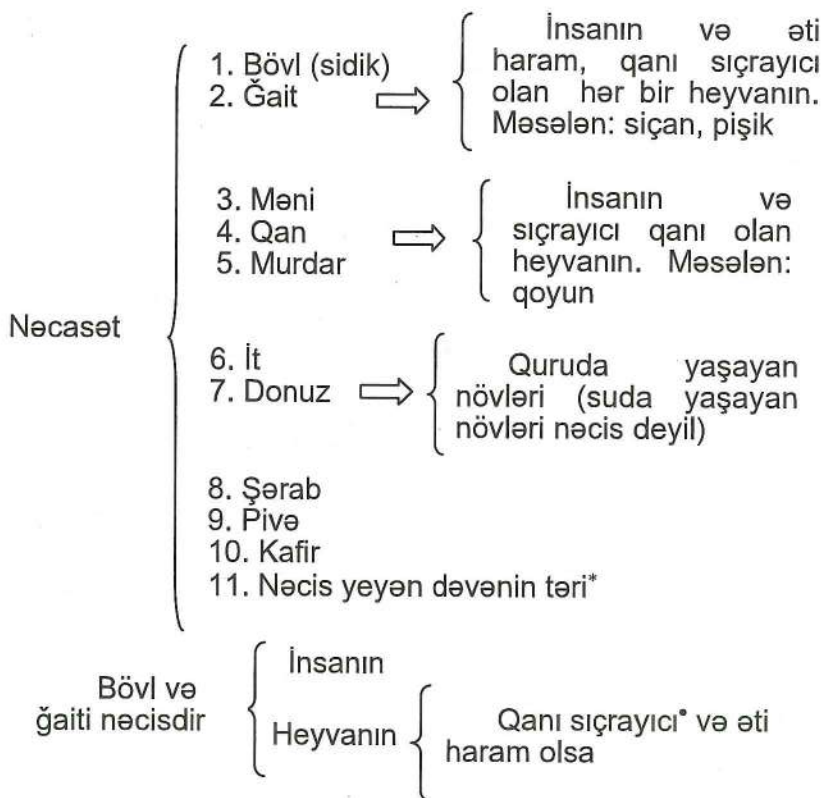 Nəcasət
1. Bövl (sidik)
2. Ğait
İnsanın və əti
haram, qanı sıçrayıcı
olan hər bir heyvanın.
Məsələn: siçan, pişik
3. Məni
4. Qan
5. Murdar
İnsanın və
sıçrayıcı qanı olan
heyvanın. Məsələn:
qoyun
6. İt
7. Donuz
Quruda yaşayan
növləri (suda yaşayan
növləri nəcis deyil)
8. Şərab
9. Pivə
10. Kafir
11. Nəcis yeyən dəvənin təri*
Bövl və
ğaiti nəcisdir
İnsanın
Heyvanın
Qanı sıçrayıcı• və əti
haram olsa